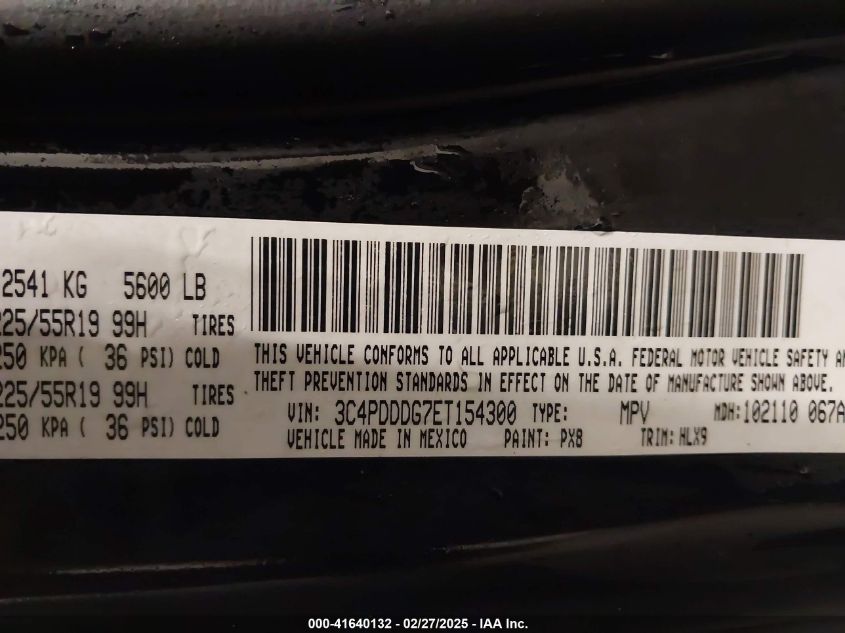 2541 KG 5600 LB
225/55R19 99H TIRES
250 KPA ( 36 PSI) COLD
225/55R19 99H TIRES
250 KPA ( 36 PSI) COLD
THIS VEHICLE CONFORMS TO ALL APPLICABLE U.S.A. FEDERAL MOTOR VEHICLE SAFETY
THEFT PREVENTION STANDARDS IN EFFECT ON THE DATE OF MANUFACTURE SHOWN ABOVE.
VIN: 3C4PDDDG7ET154300 TYPE: MPV MDH:102110 067A
VEHICLE MADE IN MEXICO PAINT: PX8 TRIM: HLX9
000-41640132 - 02/27/2025 - IAA Inc.